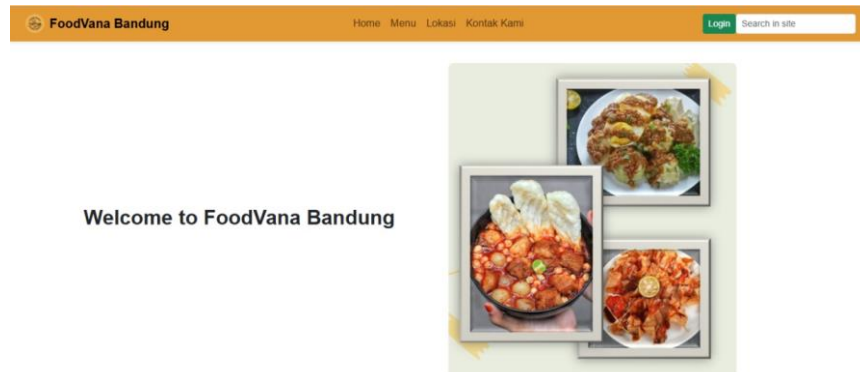 FoodVana Bandung
Home Menu Lokasi Kontak Kami
Login
Search in site
Welcome to FoodVana Bandung